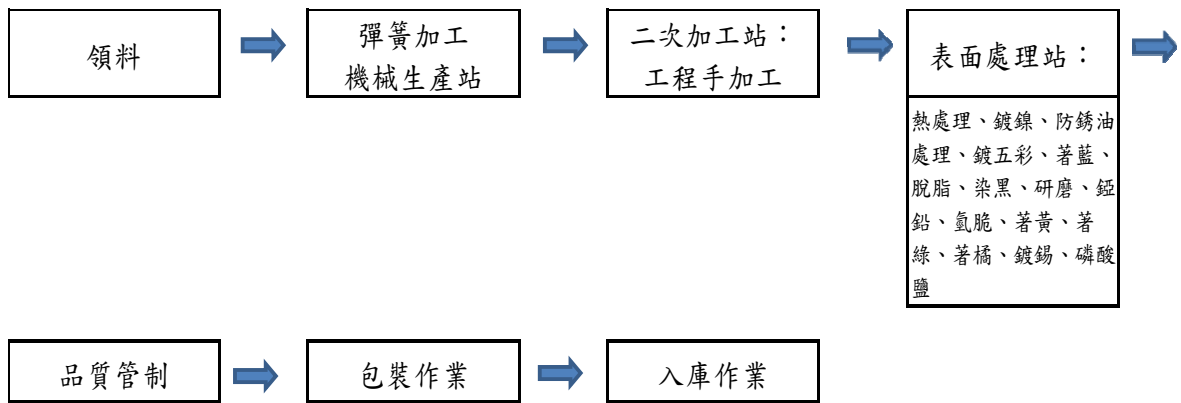 領料
彈簧加工
機械生產站
二次加工站：
工程手加工
表面處理站：
熱處理、鍍鎳、防銹油
處理、鍍五彩、著藍、
脫脂、染黑、研磨、錏
鉛、氫脆、著黃、著
綠、著橘、鍍錫、磷酸
鹽
品質管制
包裝作業
入庫作業